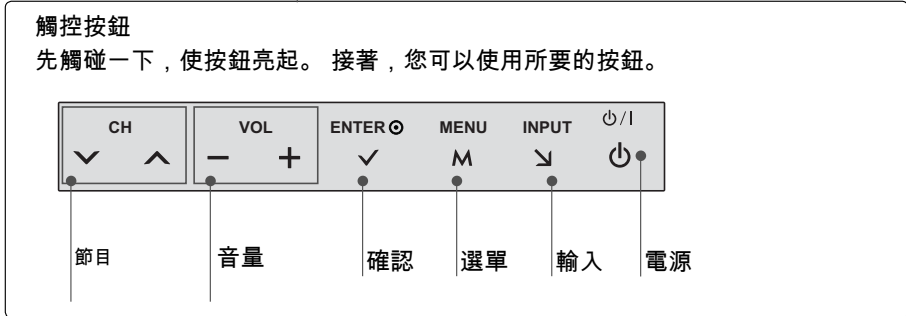 觸控按鈕
先觸碰一下，使按鈕亮起。 接著，您可以使用所要的按鈕。
CH VOL ENTER MENU INPUT ⏻/I
M
節目 音量 確認 選單 輸入 電源